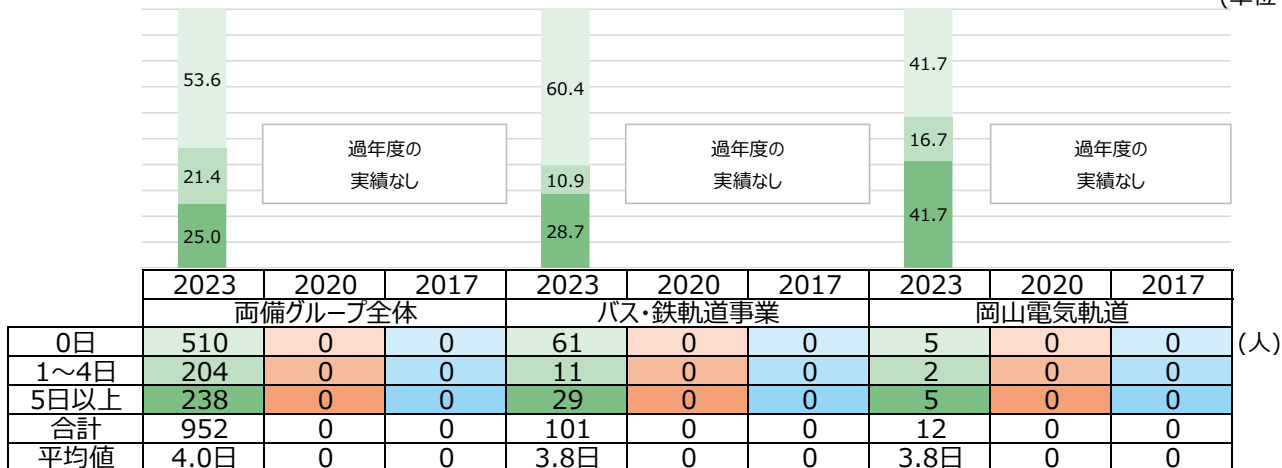 (単位
53.6 60.4 41.7
21.4 10.9 16.7
25.0 28.7 41.7
過年度の 過年度の 過年度の
実績なし 実績なし 実績なし
2023 2020 2017 2023 2020 2017 2023 2020 2017
両備グループ全体 バス・鉄軌道事業 岡山電気軌道
0日 510 0 0 61 0 0 5 0 0 (人)
1~4日 204 0 0 11 0 0 2 0 0
5日以上 238 0 0 29 0 0 5 0 0
合計 952 0 0 101 0 0 12 0 0
平均値 4.0日 0 0 3.8日 0 0 3.8日 0 0